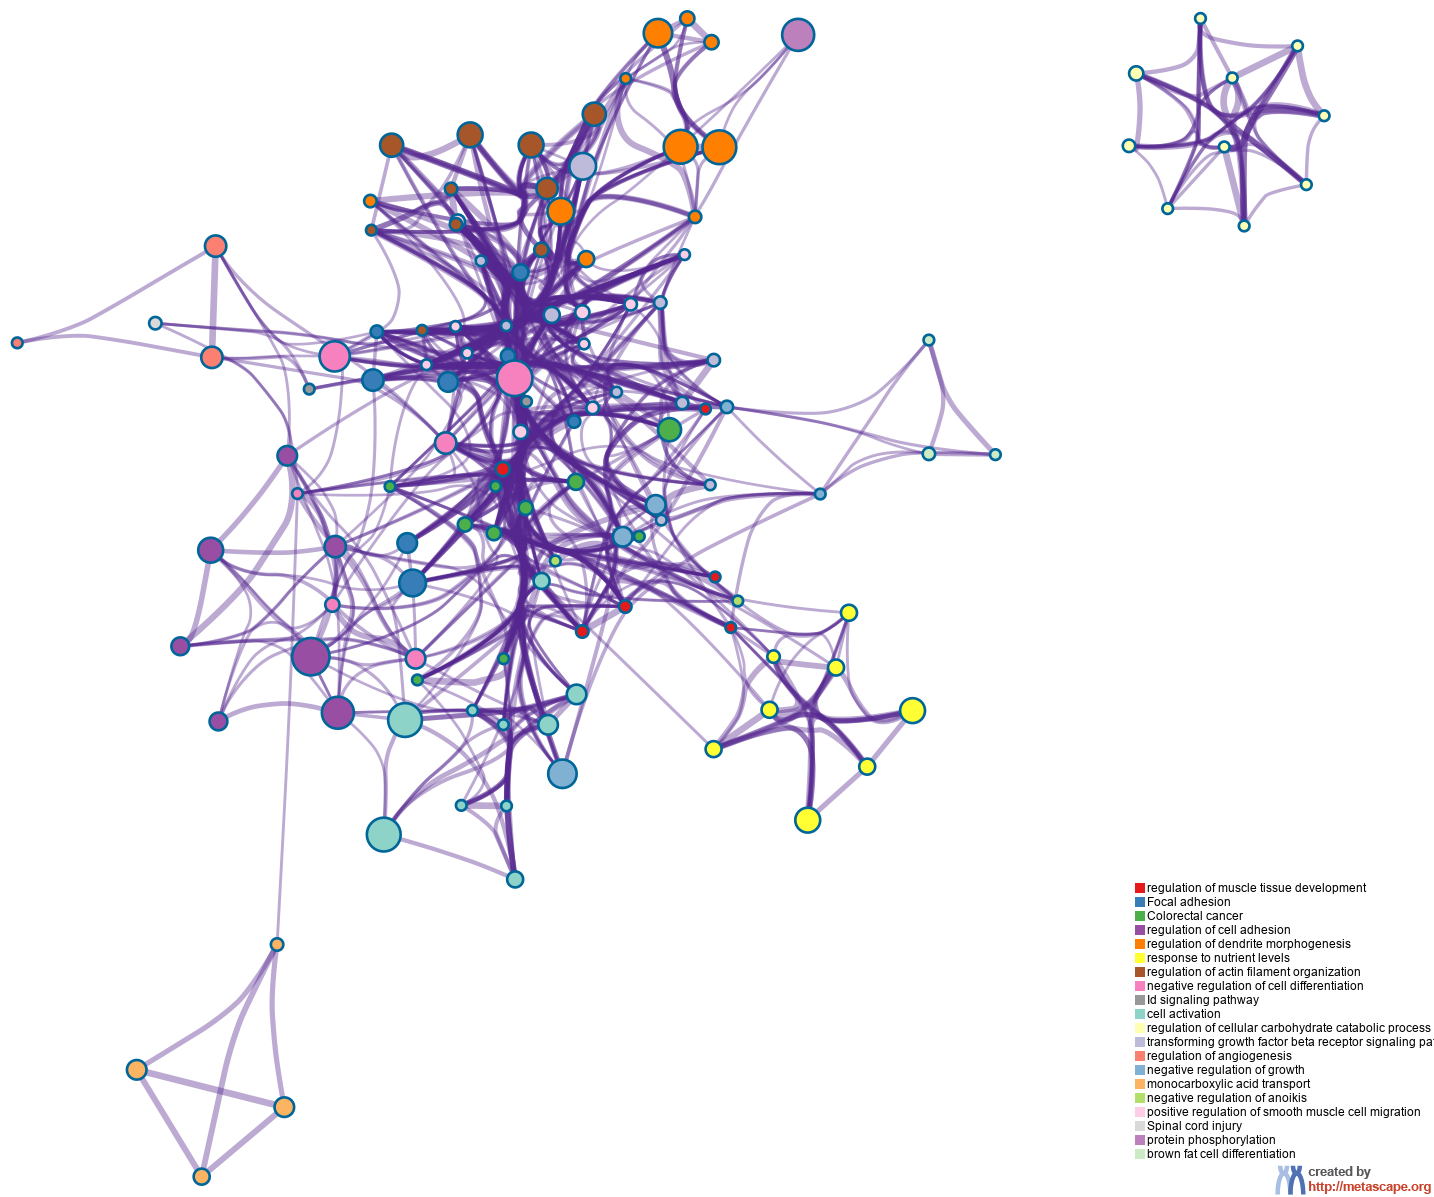 regulation of muscle tissue development
Focal adhesion
Colorectal cancer
regulation of cell adhesion
regulation of dendrite morphogenesis
response to nutrient levels
regulation of actin filament organization
negative regulation of cell differentiation
Id signaling pathway
cell activation
regulation of cellular carbohydrate catabolic process
transforming growth factor beta receptor signaling pat
regulation of angiogenesis
negative regulation of growth
monocarboxylic acid transport
negative regulation of anoikis
positive regulation of smooth muscle cell migration
Spinal cord injury
protein phosphorylation
brown fat cell differentiation
created by
http://metascape.org